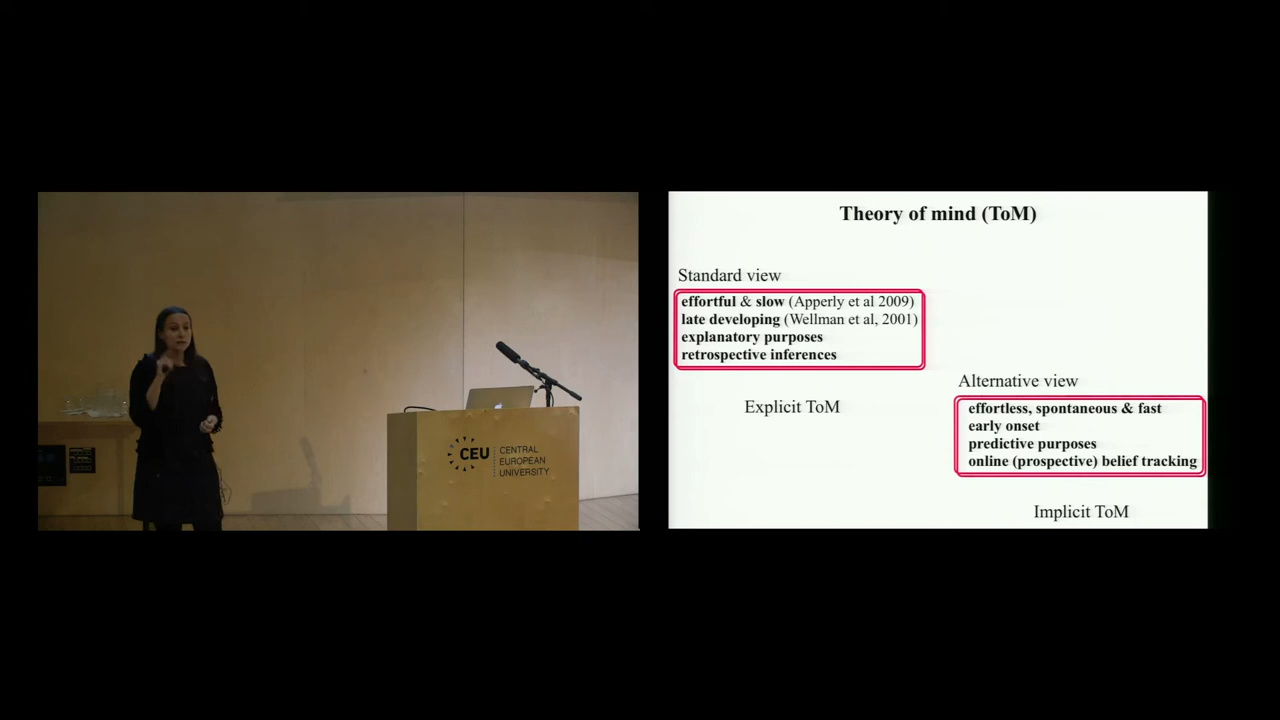 CEU
CENTRAL
EUROPEAN
UNIVERSITY
Theory of mind (ToM)
Standard view
effortful & slow (Apperly et al 2009)
late developing (Wellman et al, 2001)
explanatory purposes
retrospective inferences
Explicit ToM
Alternative view
effortless, spontaneous & fast
early onset
predictive purposes
online (prospective) belief tracking
Implicit ToM